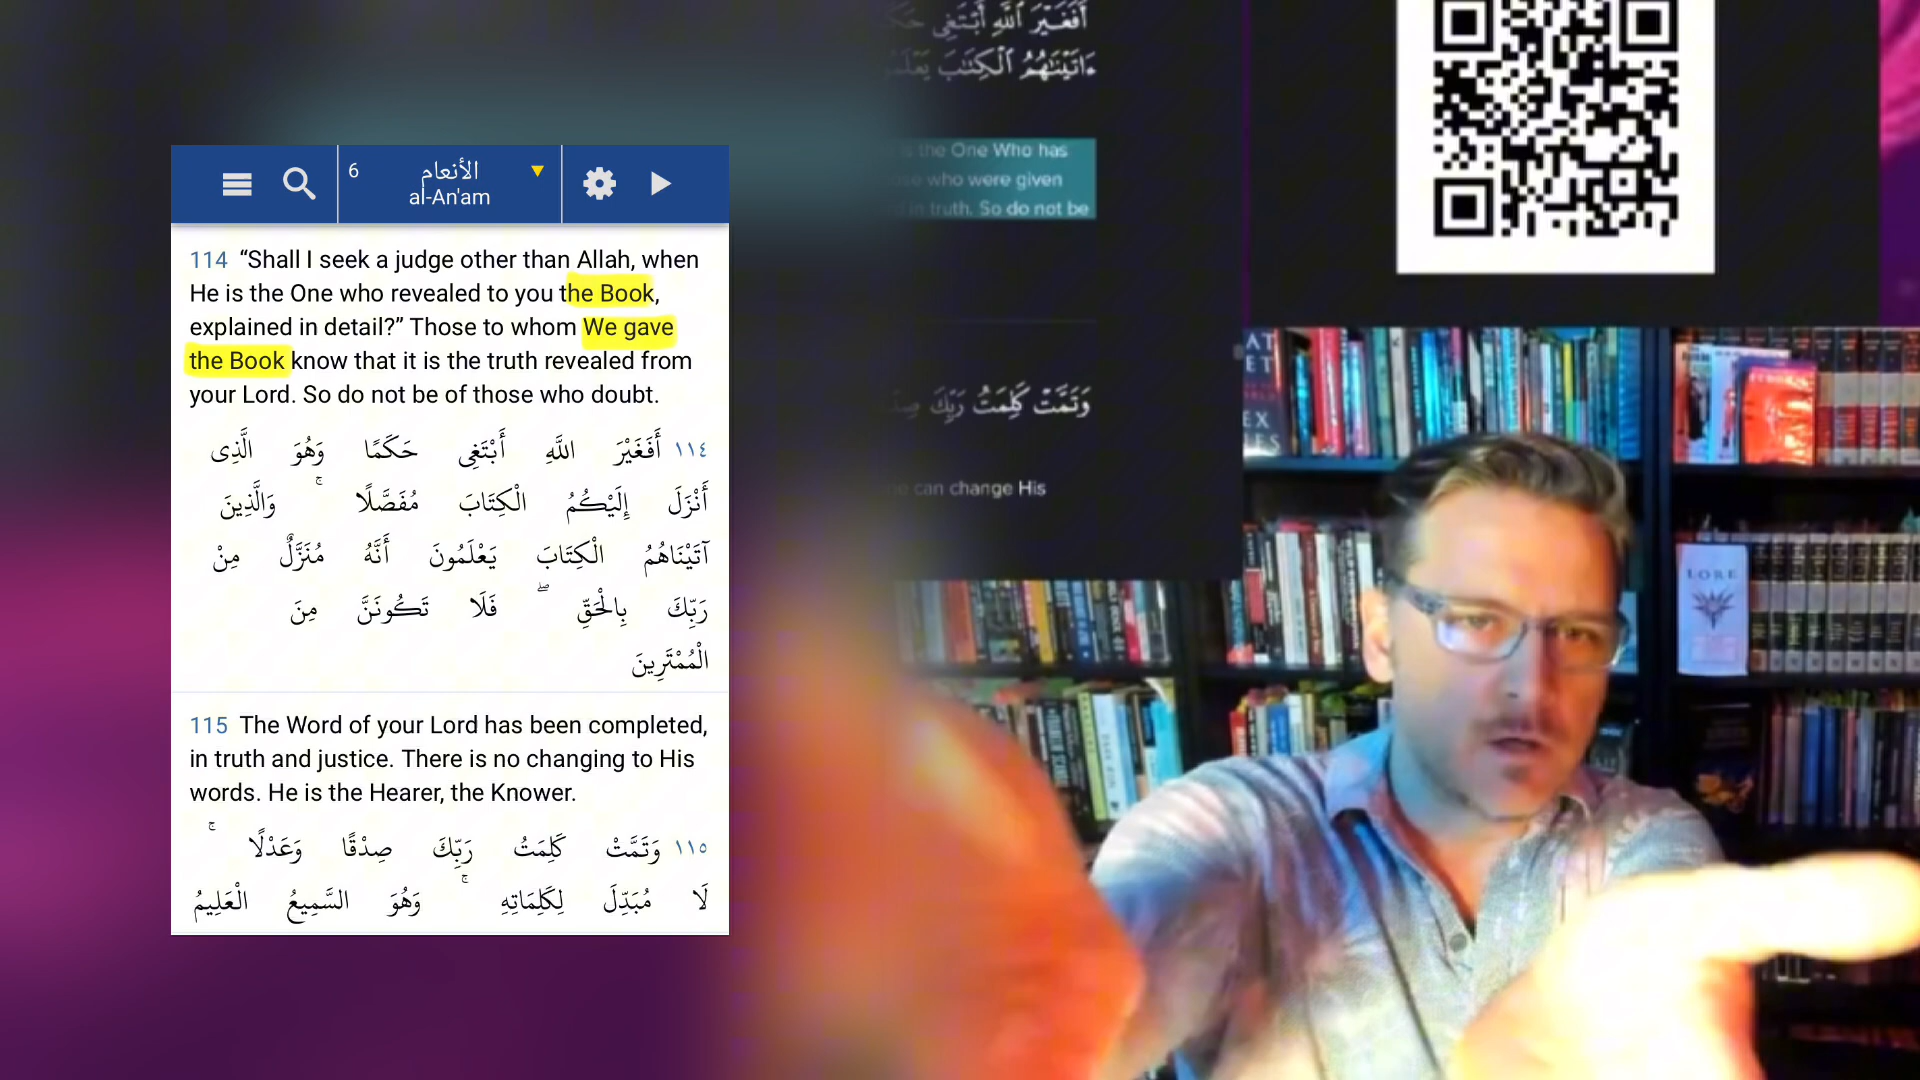 6
الأنعام
al-An'am
114 “Shall I seek a judge other than Allah, when
He is the One who revealed to you the Book,
explained in detail?” Those to whom We gave
the Book know that it is the truth revealed from
your Lord. So do not be of those who doubt.
١١٤ أَفَغَيْرَ اللَّهِ أَبْتَغِى حَكَمًا وَهُوَ الَّذِى
أَنْزَلَ إِلَيْكُمُ الْكِتَابَ مُفَصَّلًا ۚ وَالَّذِينَ
آتَيْنَاهُمُ الْكِتَابَ يَعْلَمُونَ أَنَّهُ مُنَزَّلٌ مِنْ
رَبِّكَ بِالْحَقِّ ۖ فَلَا تَكُونَنَّ مِنَ
الْمُمْتَرِينَ
115 The Word of your Lord has been completed,
in truth and justice. There is no changing to His
words. He is the Hearer, the Knower.
١١٥ وَتَمَّتْ كَلِمَتُ رَبِّكَ صِدْقًا وَعَدْلًا ۚ
لَا مُبَدِّلَ لِكَلِمَاتِهِ ۚ وَهُوَ السَّمِيعُ الْعَلِيمُ
أَفَغَيْرَ ٱللَّهِ أَبْتَغِى
ءَاتَيْنَـٰهُمُ ٱلْكِتَـٰبَ
the One Who has
who were given
in truth. So do not be
وَتَمَّتْ كَلِمَتُ رَبِّكَ
can change His
LORE